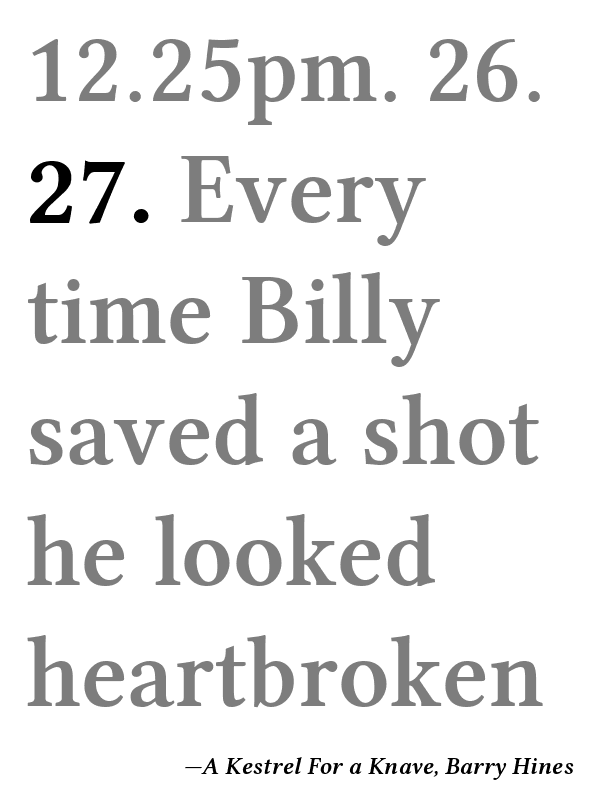 12.25pm. 26.
27. Every
time Billy
saved a shot
he looked
heartbroken
—A Kestrel For a Knave, Barry Hines